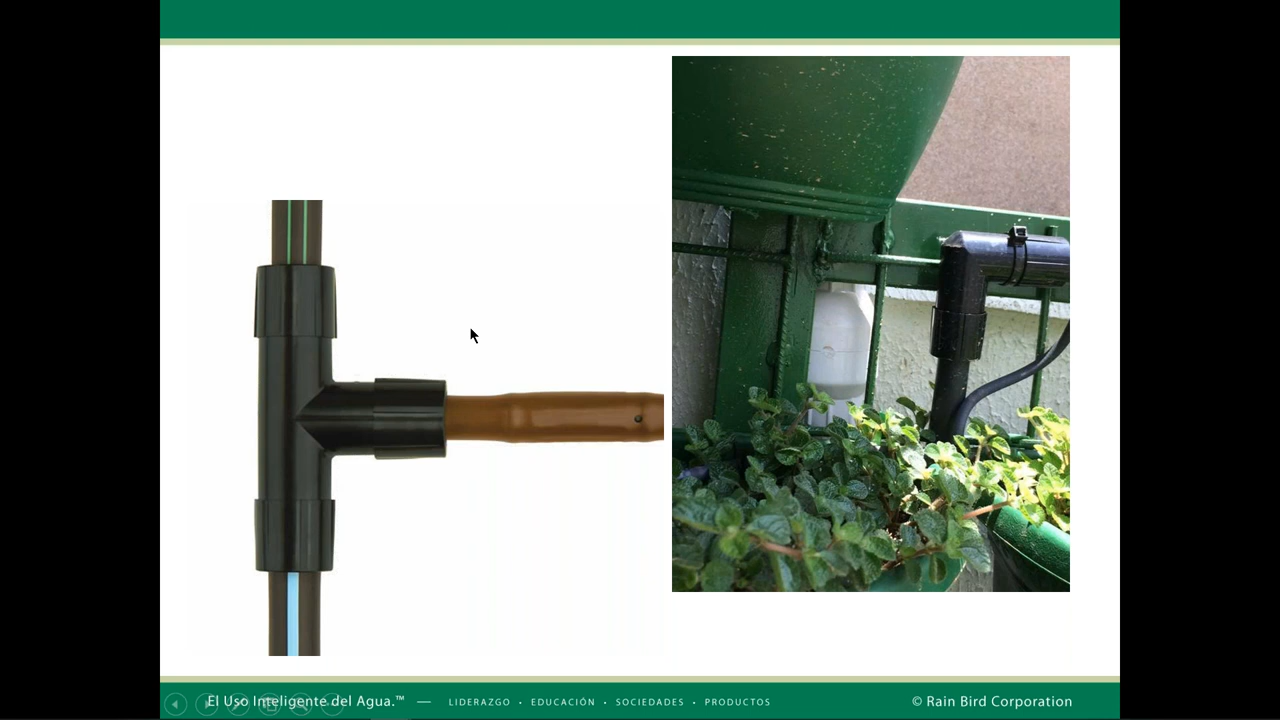 El Uso Inteligente del Agua.™ — LIDERAZGO • EDUCACIÓN • SOCIEDADES • PRODUCTOS © Rain Bird Corporation